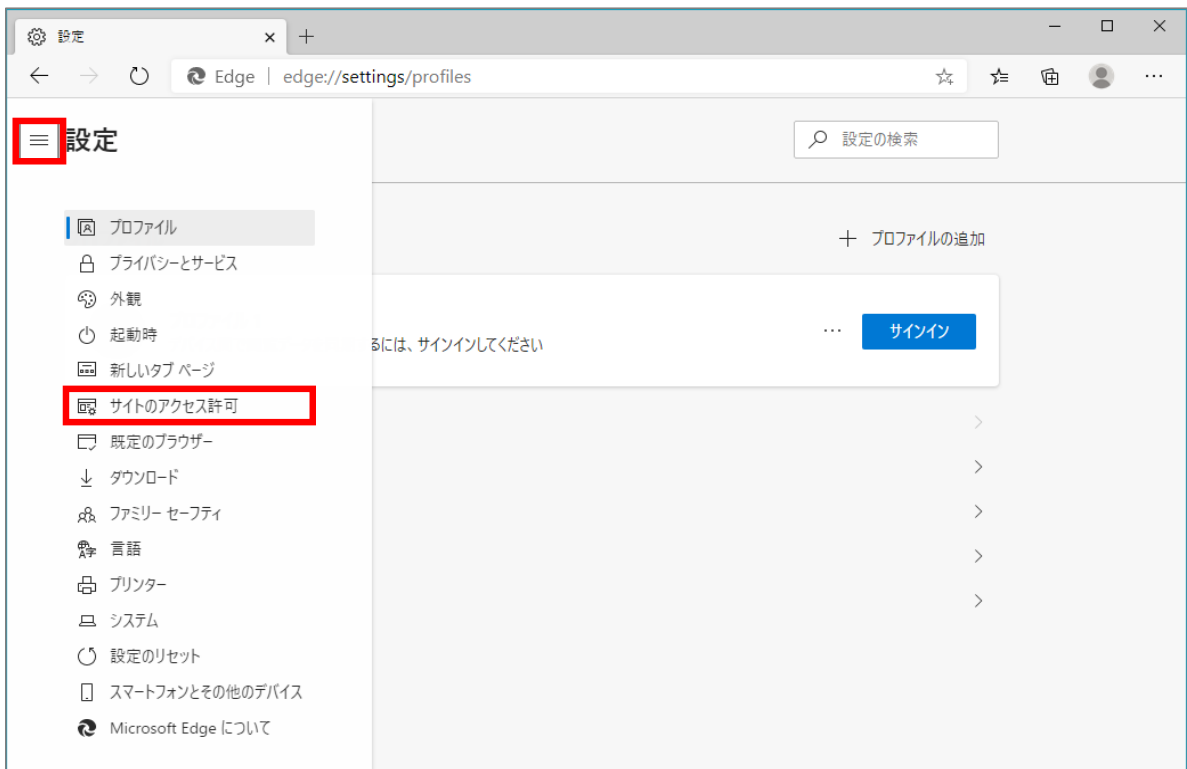 設定
Edge | edge://settings/profiles
設定
設定の検索
プロファイル
プロファイルの追加
プライバシーとサービス
外観
起動時
るには、サインインしてください
サインイン
新しいタブ ページ
サイトのアクセス許可
既定のブラウザー
ダウンロード
ファミリー セーフティ
言語
プリンター
システム
設定のリセット
スマートフォンとその他のデバイス
Microsoft Edge について